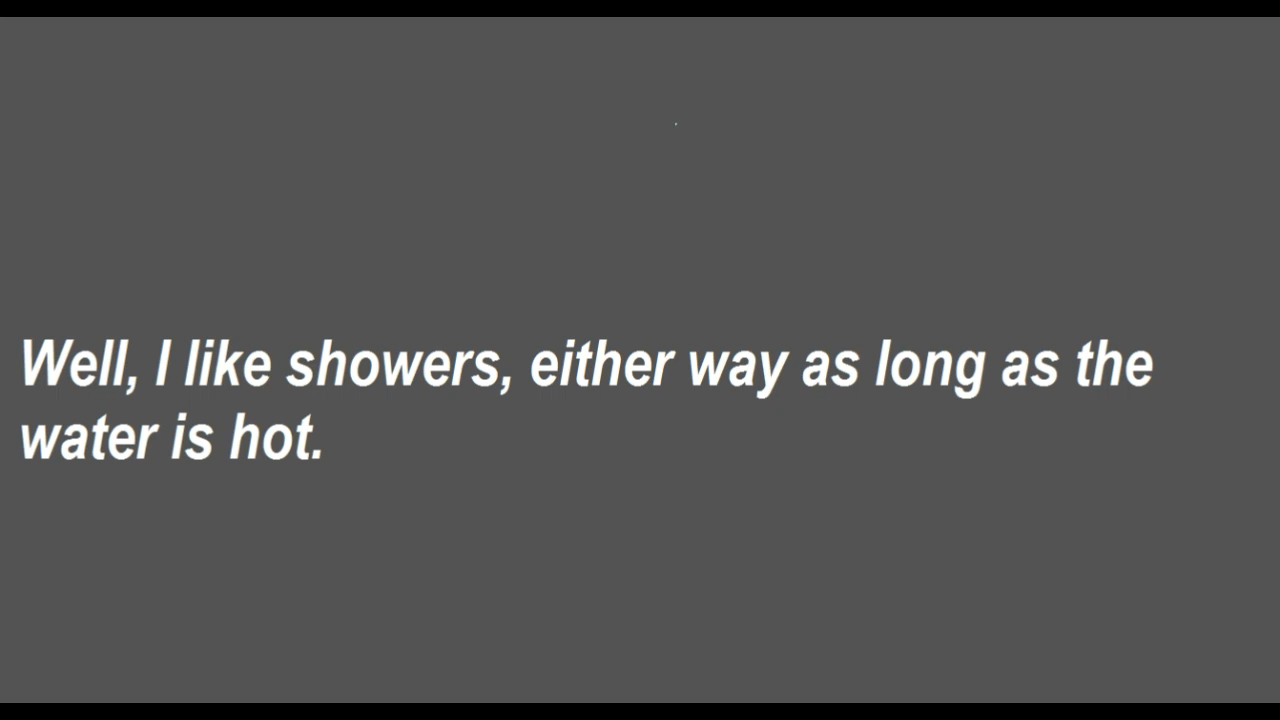 Well, I like showers, either way as long as the
water is hot.